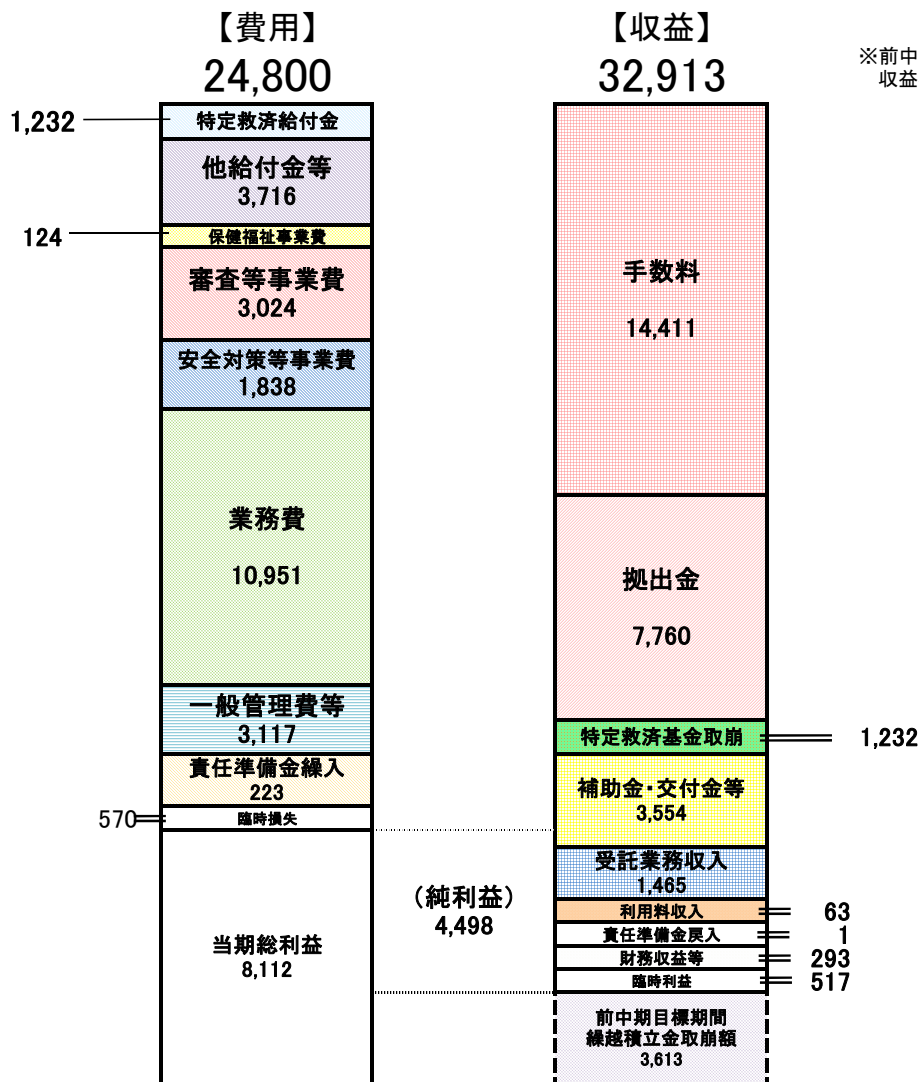 【費用】
24,800
1,232
特定救済給付金
他給付金等
3,716
124
保健福祉事業費
審査等事業費
3,024
安全対策等事業費
1,838
業務費
10,951
一般管理費等
3,117
責任準備金繰入
223
570
臨時損失
当期総利益
8,112
(純利益)
4,498
【収益】
32,913
※前中
収益
手数料
14,411
拠出金
7,760
特定救済基金取崩
1,232
補助金・交付金等
3,554
受託業務収入
1,465
利用料収入
63
責任準備金戻入
1
財務収益等
293
臨時利益
517
前中期目標期間
繰越積立金取崩額
3,613